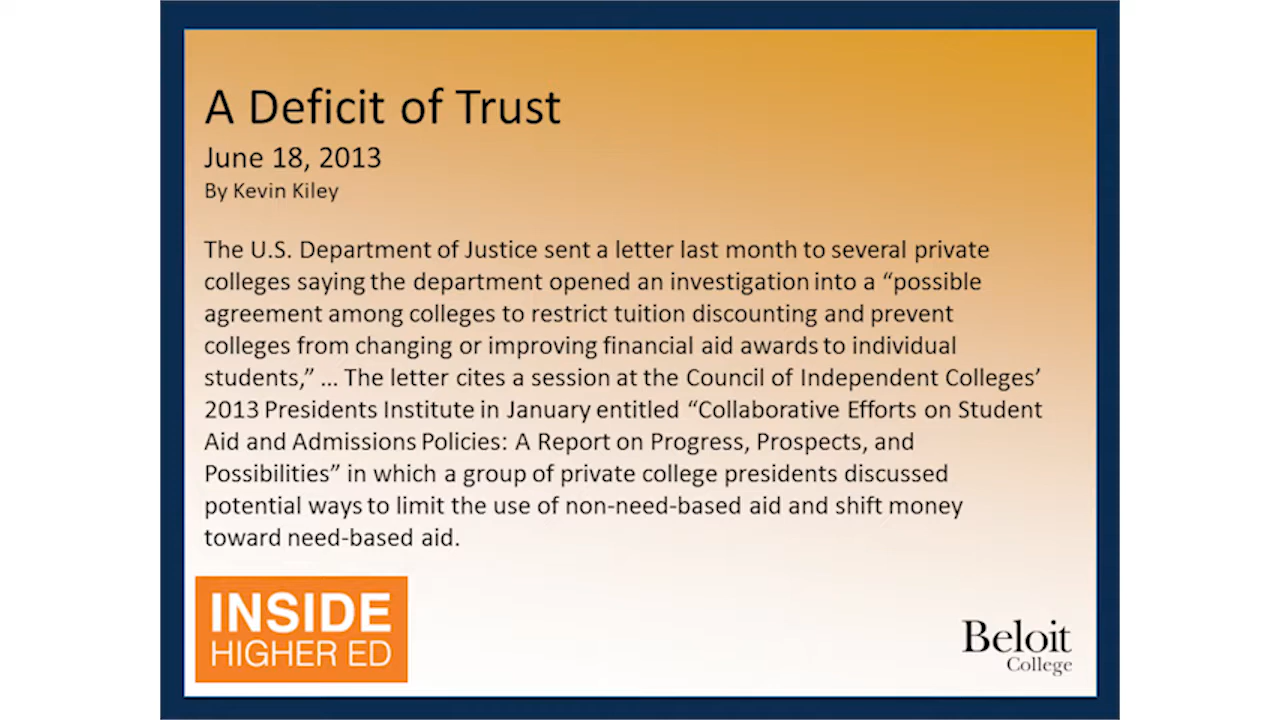 A Deficit of Trust
June 18, 2013
By Kevin Kiley
The U.S. Department of Justice sent a letter last month to several private
colleges saying the department opened an investigation into a “possible
agreement among colleges to restrict tuition discounting and prevent
colleges from changing or improving financial aid awards to individual
students,” … The letter cites a session at the Council of Independent Colleges’
2013 Presidents Institute in January entitled “Collaborative Efforts on Student
Aid and Admissions Policies: A Report on Progress, Prospects, and
Possibilities” in which a group of private college presidents discussed
potential ways to limit the use of non-need-based aid and shift money
toward need-based aid.
INSIDE
HIGHER ED
Beloit
College